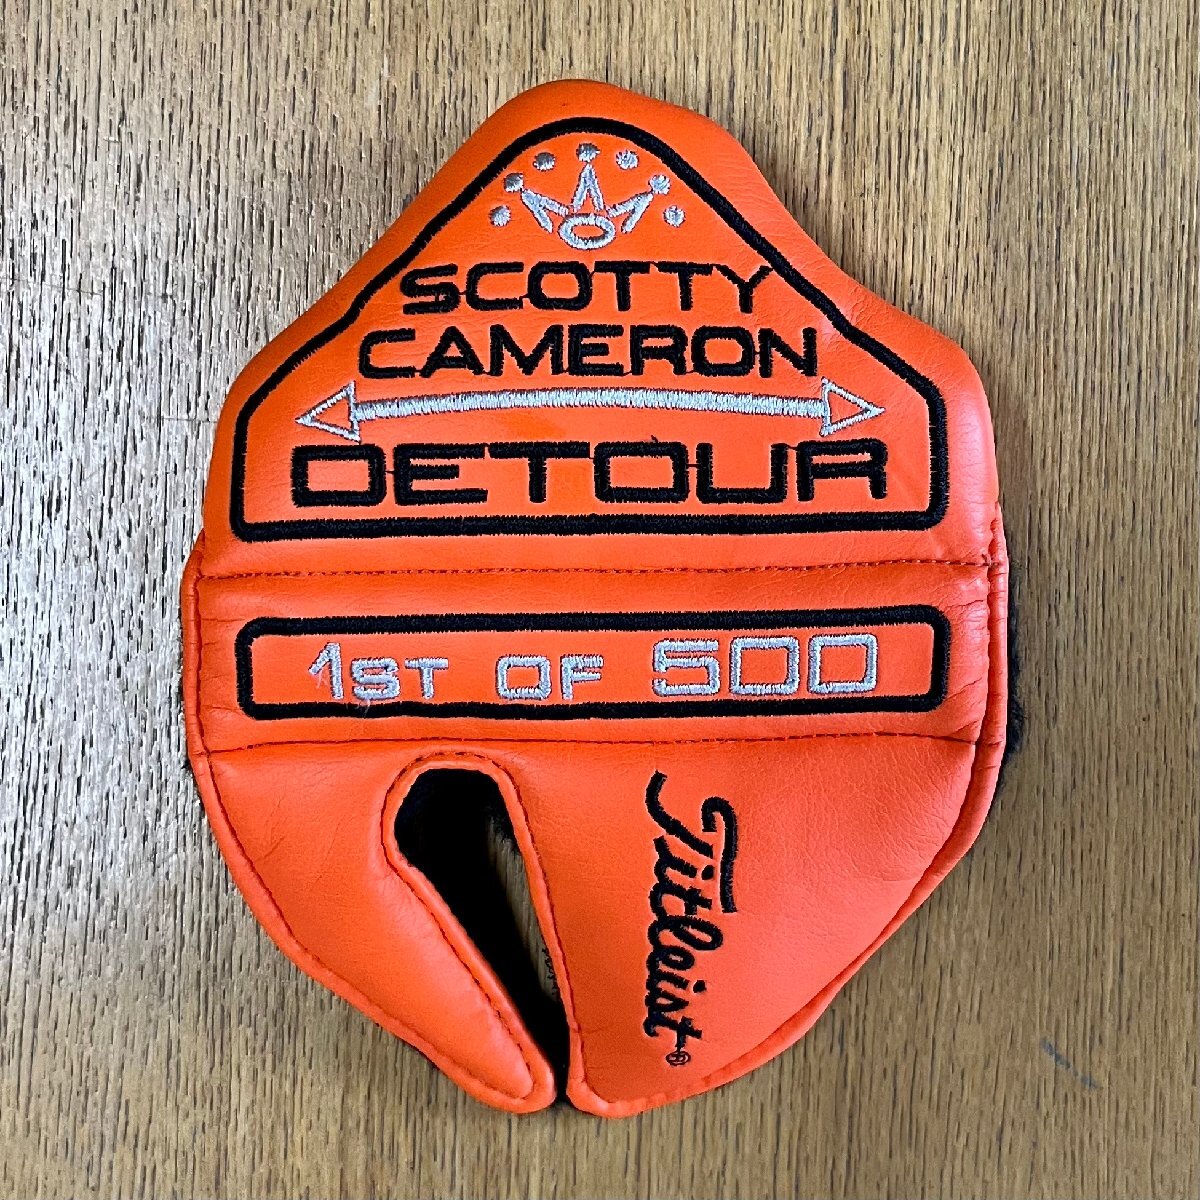 SCOTTY
CAMERON
DETOUR
1ST OF 500
Titleist®